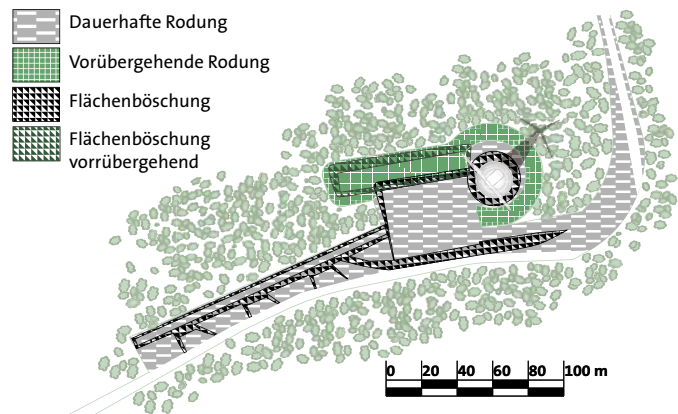 Dauerhafte Rodung
Vorübergehende Rodung
Flächenböschung
Flächenböschung
vorrübergehend
0 20 40 60 80 100 m